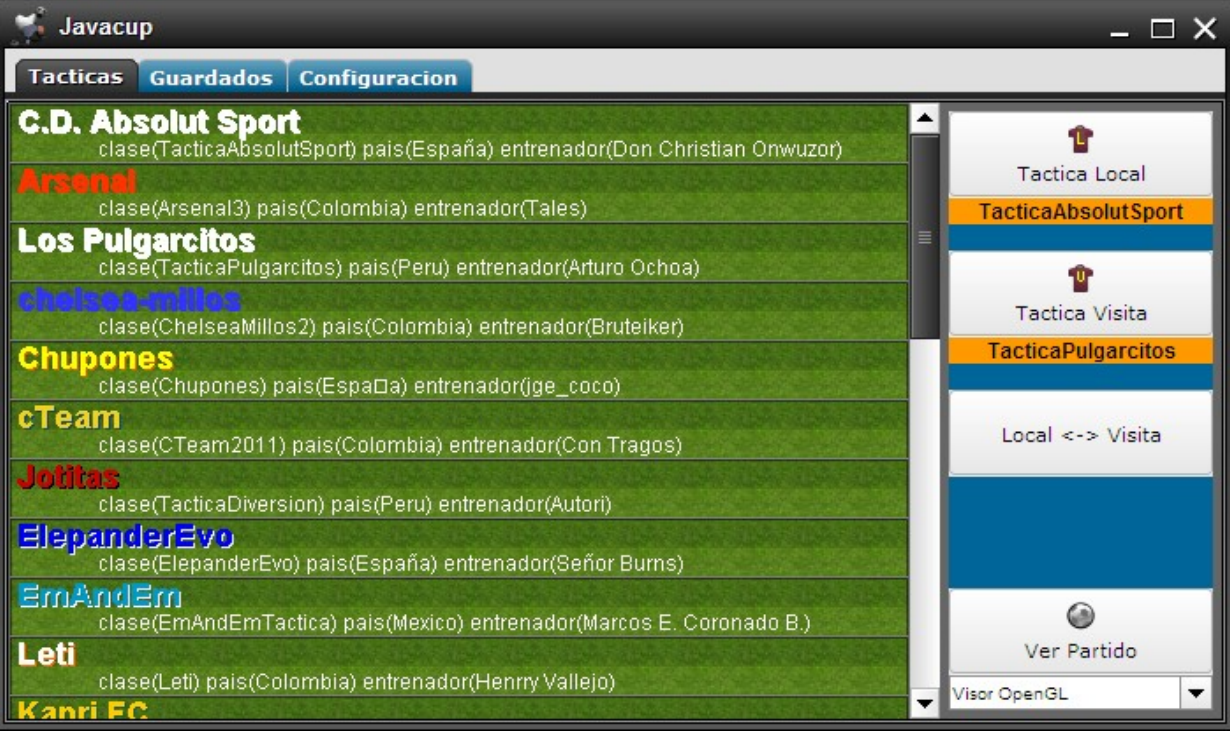 Javacup
Tacticas Guardados Configuracion
C.D. Absolut Sport
clase(TacticaAbsolutSport) pais(España) entrenador(Don Christian Onwuzor)
Arsenal
clase(Arsenal3) pais(Colombia) entrenador(Tales)
Los Pulgarcitos
clase(TacticaPulgarcitos) pais(Peru) entrenador(Arturo Ochoa)
chelsea-millos
clase(ChelseaMillos2) pais(Colombia) entrenador(Bruteiker)
Chupones
clase(Chupones) pais(Espa□a) entrenador(jge_coco)
cTeam
clase(CTeam2011) pais(Colombia) entrenador(Con Tragos)
Jotitas
clase(TacticaDiversion) pais(Peru) entrenador(Autori)
ElepanderEvo
clase(ElepanderEvo) pais(España) entrenador(Señor Burns)
EmAndEm
clase(EmAndEmTactica) pais(Mexico) entrenador(Marcos E. Coronado B.)
Leti
clase(Leti) pais(Colombia) entrenador(Henrry Vallejo)
Kapri FC
L
Tactica Local
TacticaAbsolutSport
V
Tactica Visita
TacticaPulgarcitos
Local <-> Visita
Ver Partido
Visor OpenGL